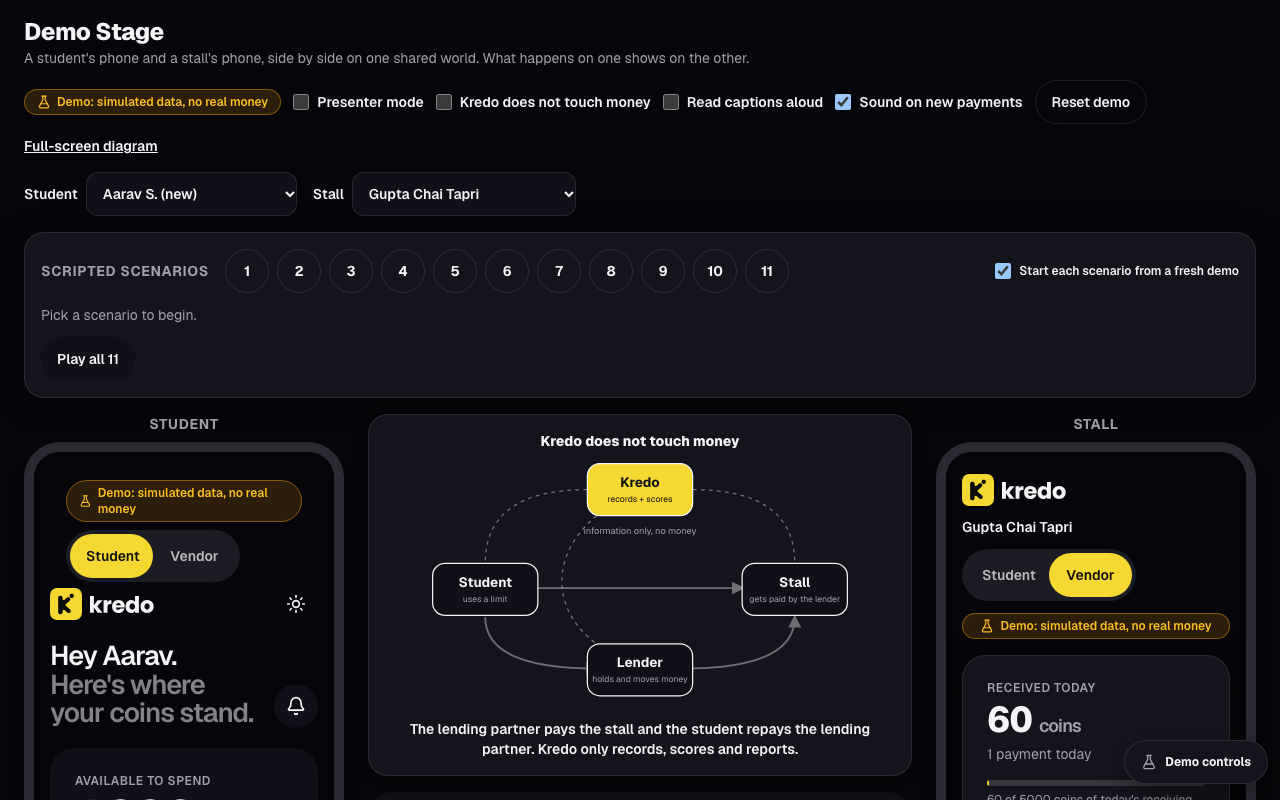 Demo Stage
A student's phone and a stall's phone, side by side on one shared world. What happens on one shows on the other.
Demo: simulated data, no real money
Presenter mode
Kredo does not touch money
Read captions aloud
Sound on new payments
Reset demo
Full-screen diagram
Student
Aarav S. (new)
Stall
Gupta Chai Tapri
SCRIPTED SCENARIOS
1
2
3
4
5
6
7
8
9
10
11
Start each scenario from a fresh demo
Pick a scenario to begin.
Play all 11
STUDENT
Demo: simulated data, no real
money
Student
Vendor
kredo
Hey Aarav.
Here's where
your coins stand.
AVAILABLE TO SPEND
Kredo does not touch money
Kredo
records + scores
information only, no money
Student
uses a limit
Stall
gets paid by the lender
Lender
holds and moves money
The lending partner pays the stall and the student repays the lending
partner. Kredo only records, scores and reports.
STALL
kredo
Gupta Chai Tapri
Student
Vendor
Demo: simulated data, no real money
RECEIVED TODAY
60 coins
1 payment today
Demo controls
60 of 5000 coins of today's receiving